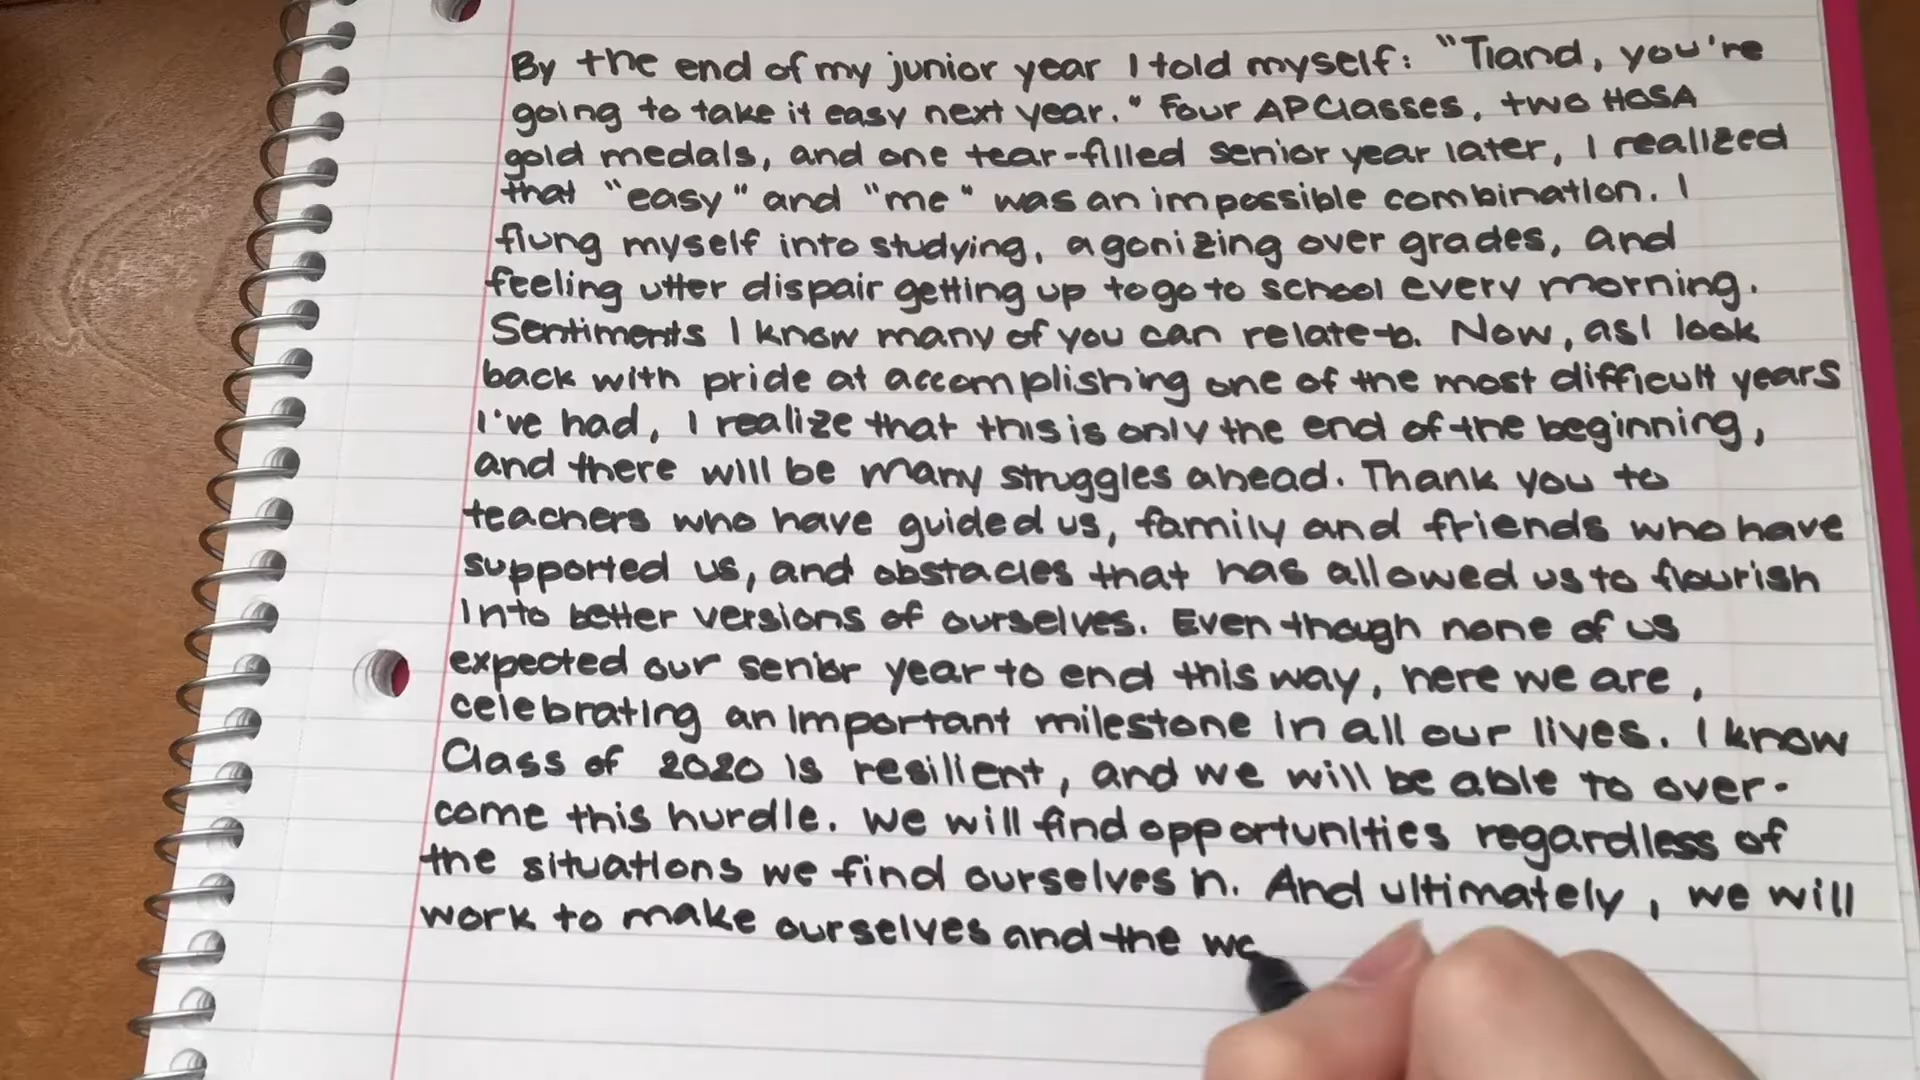 By the end of my junior year I told myself: "Tiand, you're
going to take it easy next year." Four AP Classes, two HOSA
gold medals, and one tear-filled senior year later, I realized
that "easy" and "me" was an impossible combination. I
flung myself into studying, agonizing over grades, and
feeling utter dispair getting up to go to school every morning.
Sentiments I know many of you can relate to. Now, as I look
back with pride at accomplishing one of the most difficult years
I've had, I realize that this is only the end of the beginning,
and there will be many struggles ahead. Thank you to
teachers who have guided us, family and friends who have
supported us, and obstacles that has allowed us to flourish
into better versions of ourselves. Even though none of us
expected our senior year to end this way, here we are,
celebrating an important milestone in all our lives. I know
Class of 2020 is resilient, and we will be able to over-
come this hurdle. We will find opportunities regardless of
the situations we find ourselves n. And ultimately, we will
work to make ourselves and the wo